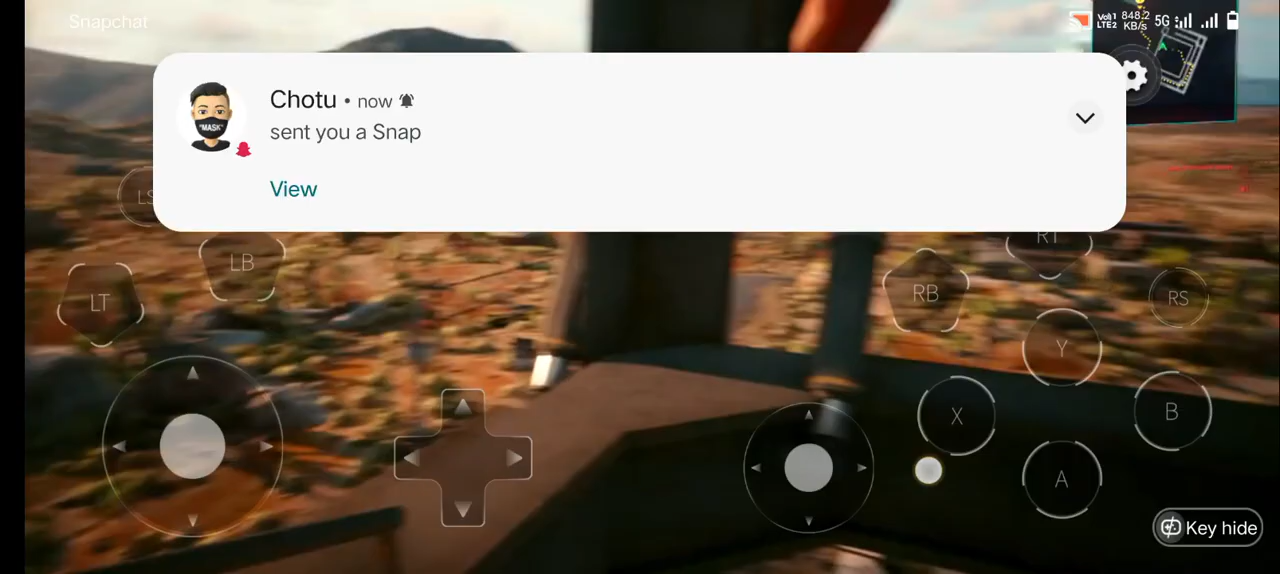 Snapchat
Vo1) LTE2 848.2 KB/s 5G
Chotu • now
sent you a Snap
"MASK"
View
LS
LB
LT
RT
RB
RS
Y
X
B
A
Key hide